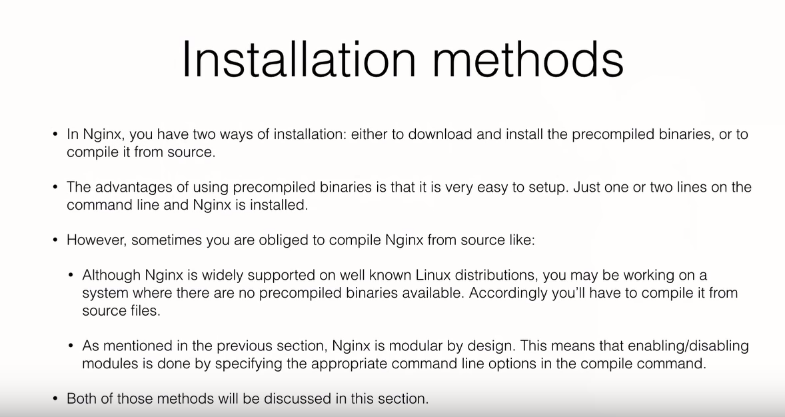 Installation methods
• In Nginx, you have two ways of installation: either to download and install the precompiled binaries, or to
compile it from source.
• The advantages of using precompiled binaries is that it is very easy to setup. Just one or two lines on the
command line and Nginx is installed.
• However, sometimes you are obliged to compile Nginx from source like:
• Although Nginx is widely supported on well known Linux distributions, you may be working on a
system where there are no precompiled binaries available. Accordingly you'll have to compile it from
source files.
• As mentioned in the previous section, Nginx is modular by design. This means that enabling/disabling
modules is done by specifying the appropriate command line options in the compile command.
• Both of those methods will be discussed in this section.